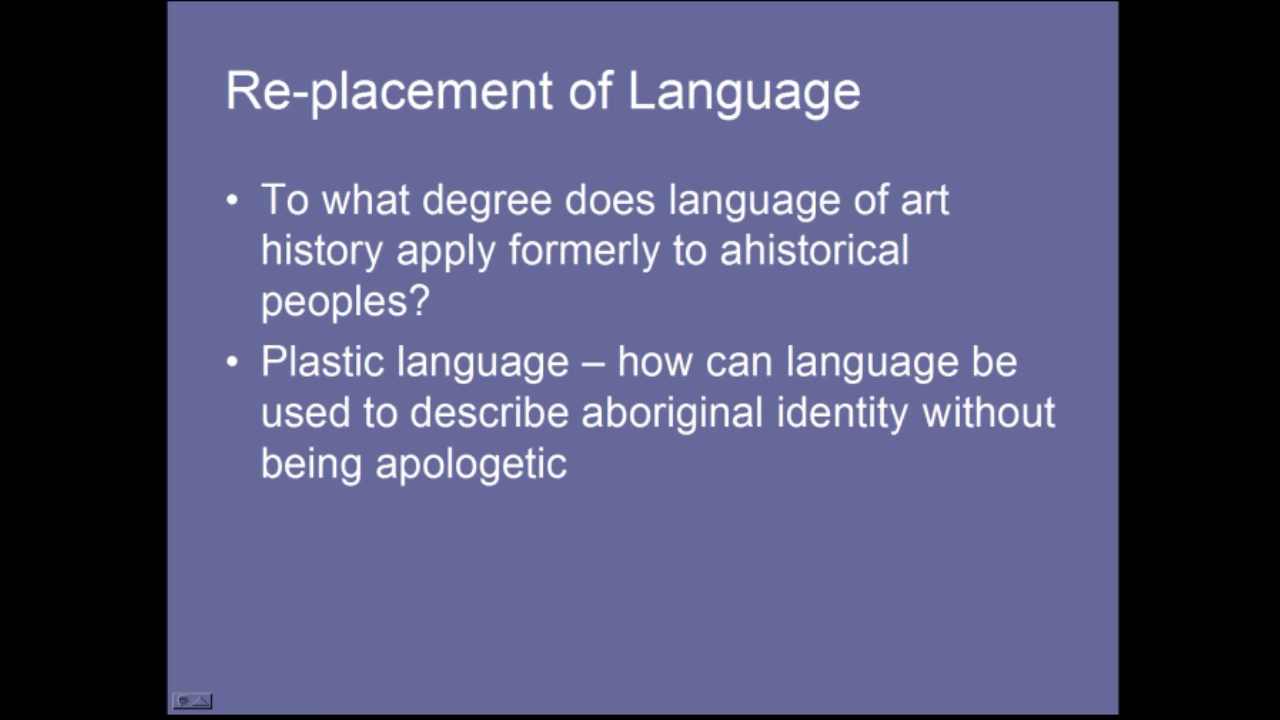 Re-placement of Language
• To what degree does language of art
history apply formerly to ahistorical
peoples?
• Plastic language – how can language be
used to describe aboriginal identity without
being apologetic